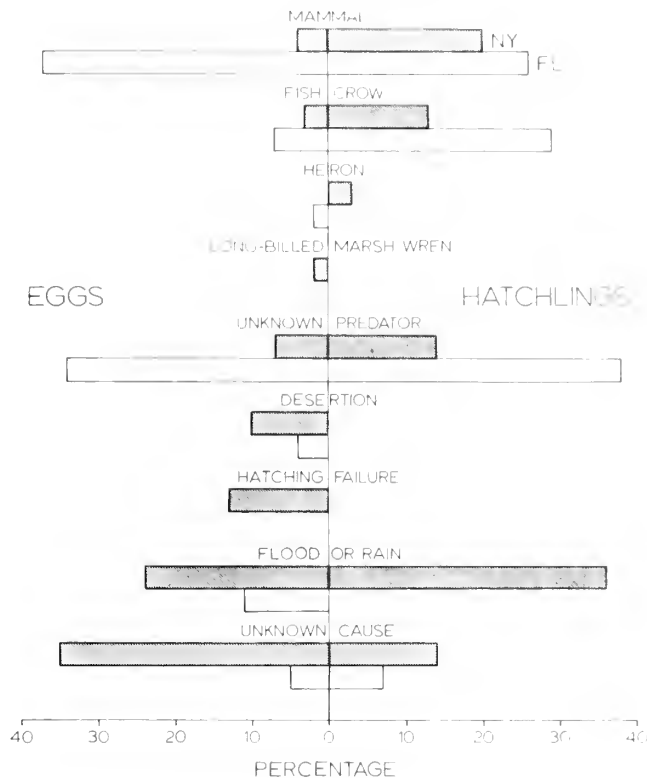 MAMMAL
NY
FL
FISH CROW
HERON
LONG-BILLED MARSH WREN
EGGS
HATCHLINGS
UNKNOWN PREDATOR
DESERTION
HATCHING FAILURE
FLOOD OR RAIN
UNKNOWN CAUSE
40 30 20 10 0 10 20 30 40
PERCENTAGE